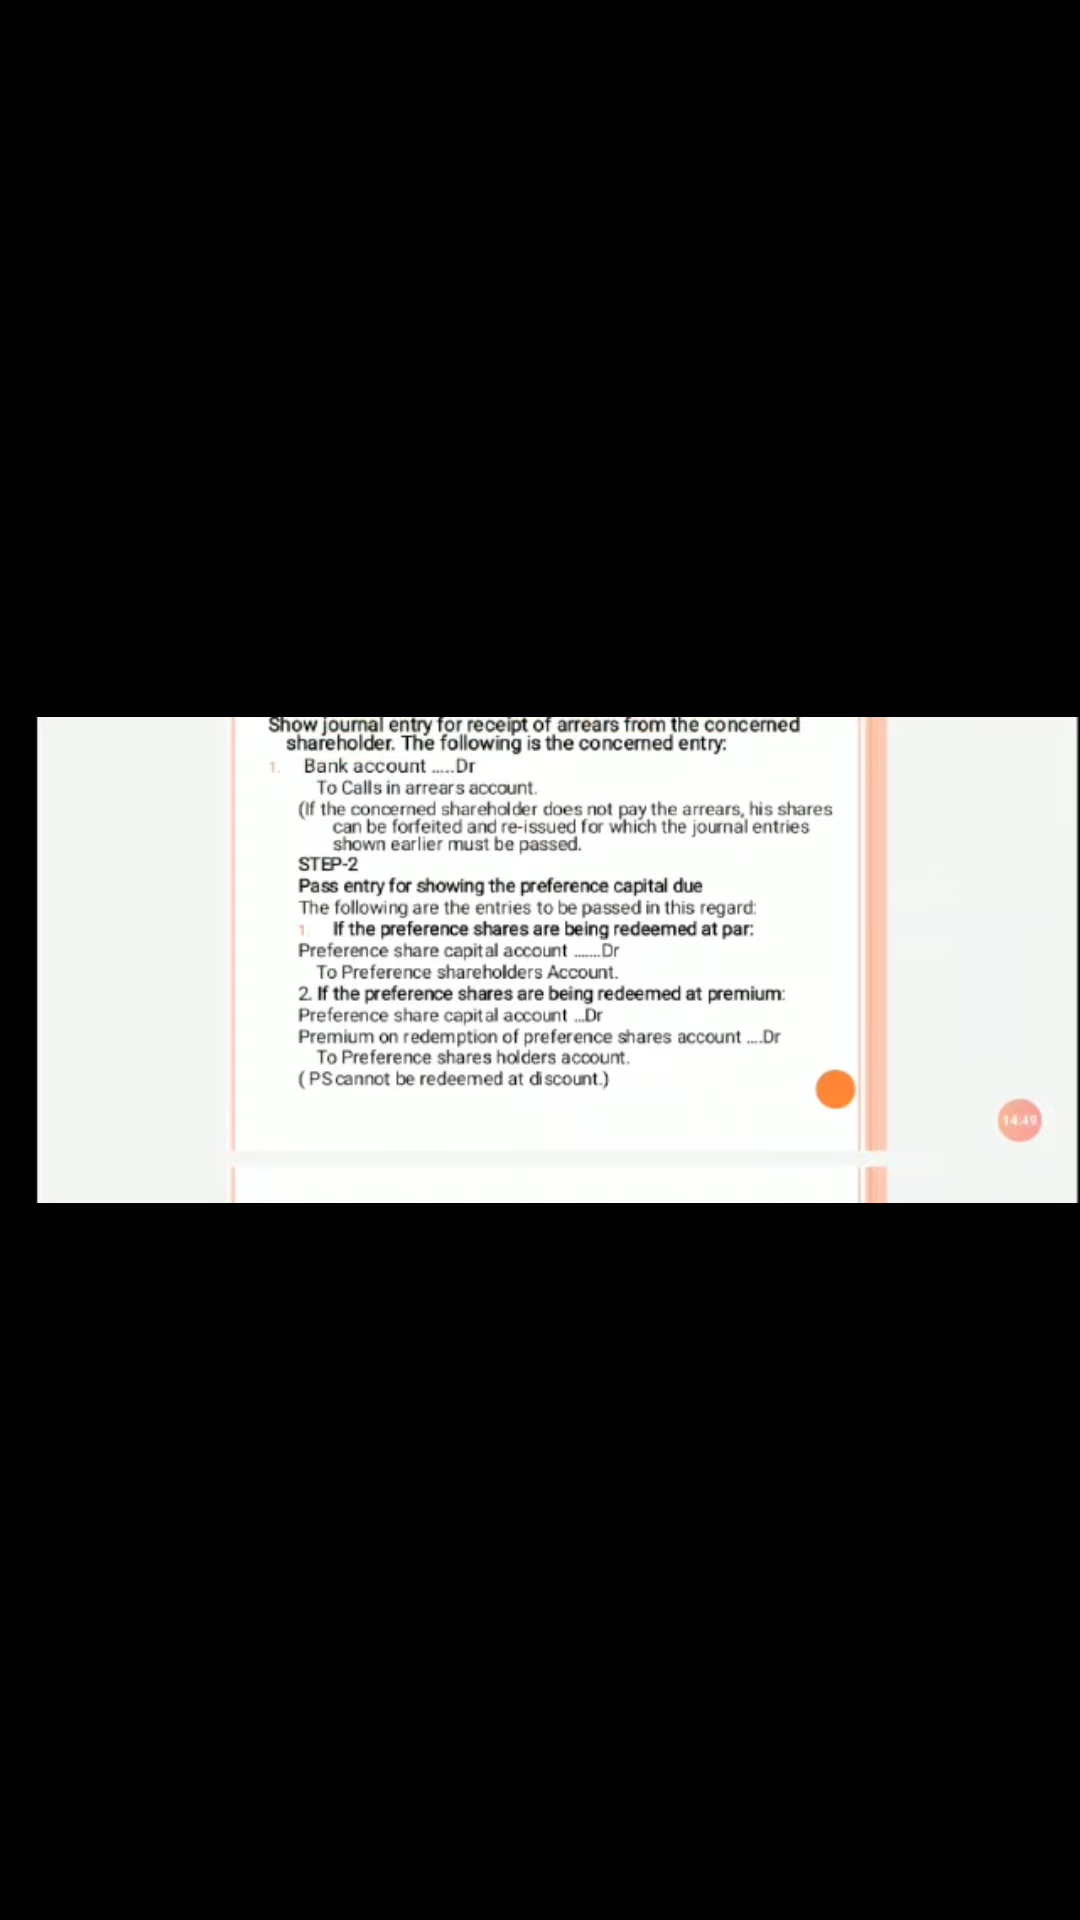 Show journal entry for receipt of arrears from the concerned
shareholder. The following is the concerned entry:
1. Bank account .....Dr
To Calls in arrears account.
(If the concerned shareholder does not pay the arrears, his shares
can be forfeited and re-issued for which the journal entries
shown earlier must be passed.
STEP-2
Pass entry for showing the preference capital due
The following are the entries to be passed in this regard:
1. If the preference shares are being redeemed at par:
Preference share capital account .......Dr
To Preference shareholders Account.
2. If the preference shares are being redeemed at premium:
Preference share capital account ...Dr
Premium on redemption of preference shares account ....Dr
To Preference shares holders account.
( PS cannot be redeemed at discount.)
14:49